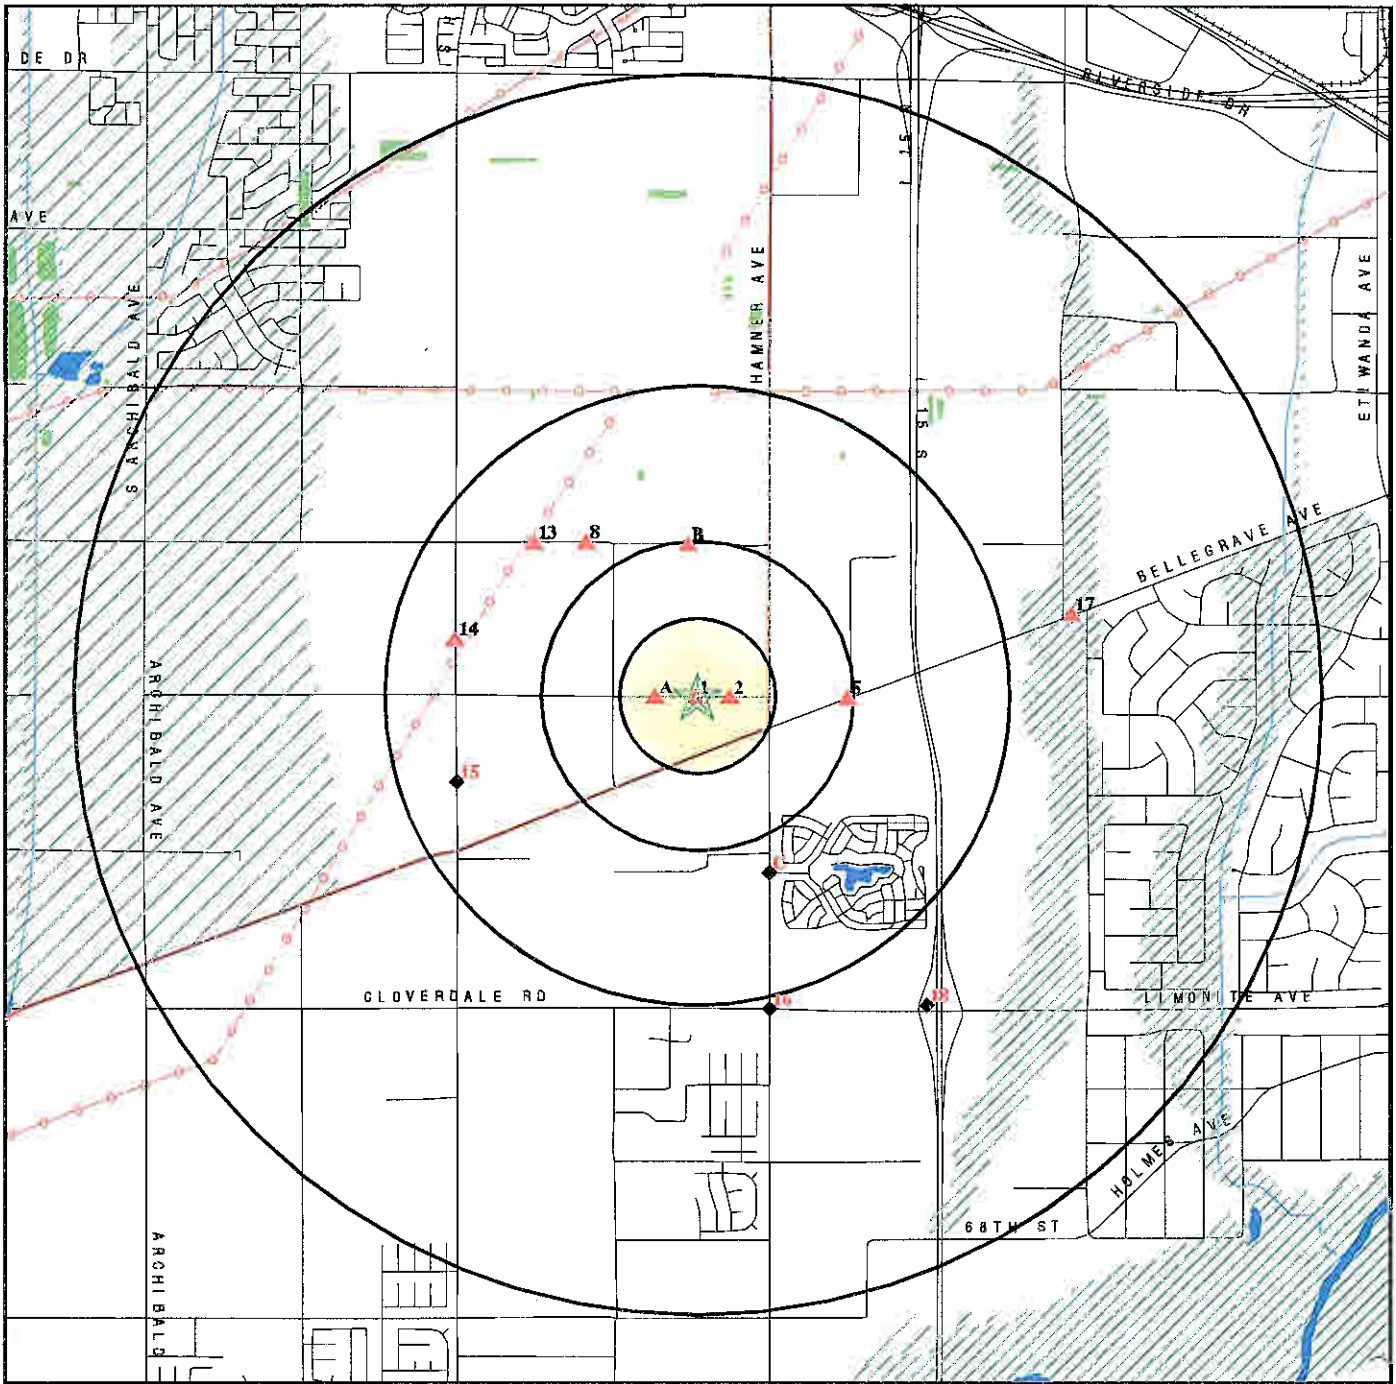 IDE DR
RIVERSIDE DR
I 15
AVE
S ARCHIBALD AVE
HAMNER AVE
ETIWANDA AVE
I 15 S
BELLEGRAVE AVE
13
8
B
17
14
A
1
2
5
ARCHIBALD AVE
15
C
CLOVERDALE RD
16
18
LIMONITE AVE
HOLMES AVE
68TH ST
ARCHIBALD